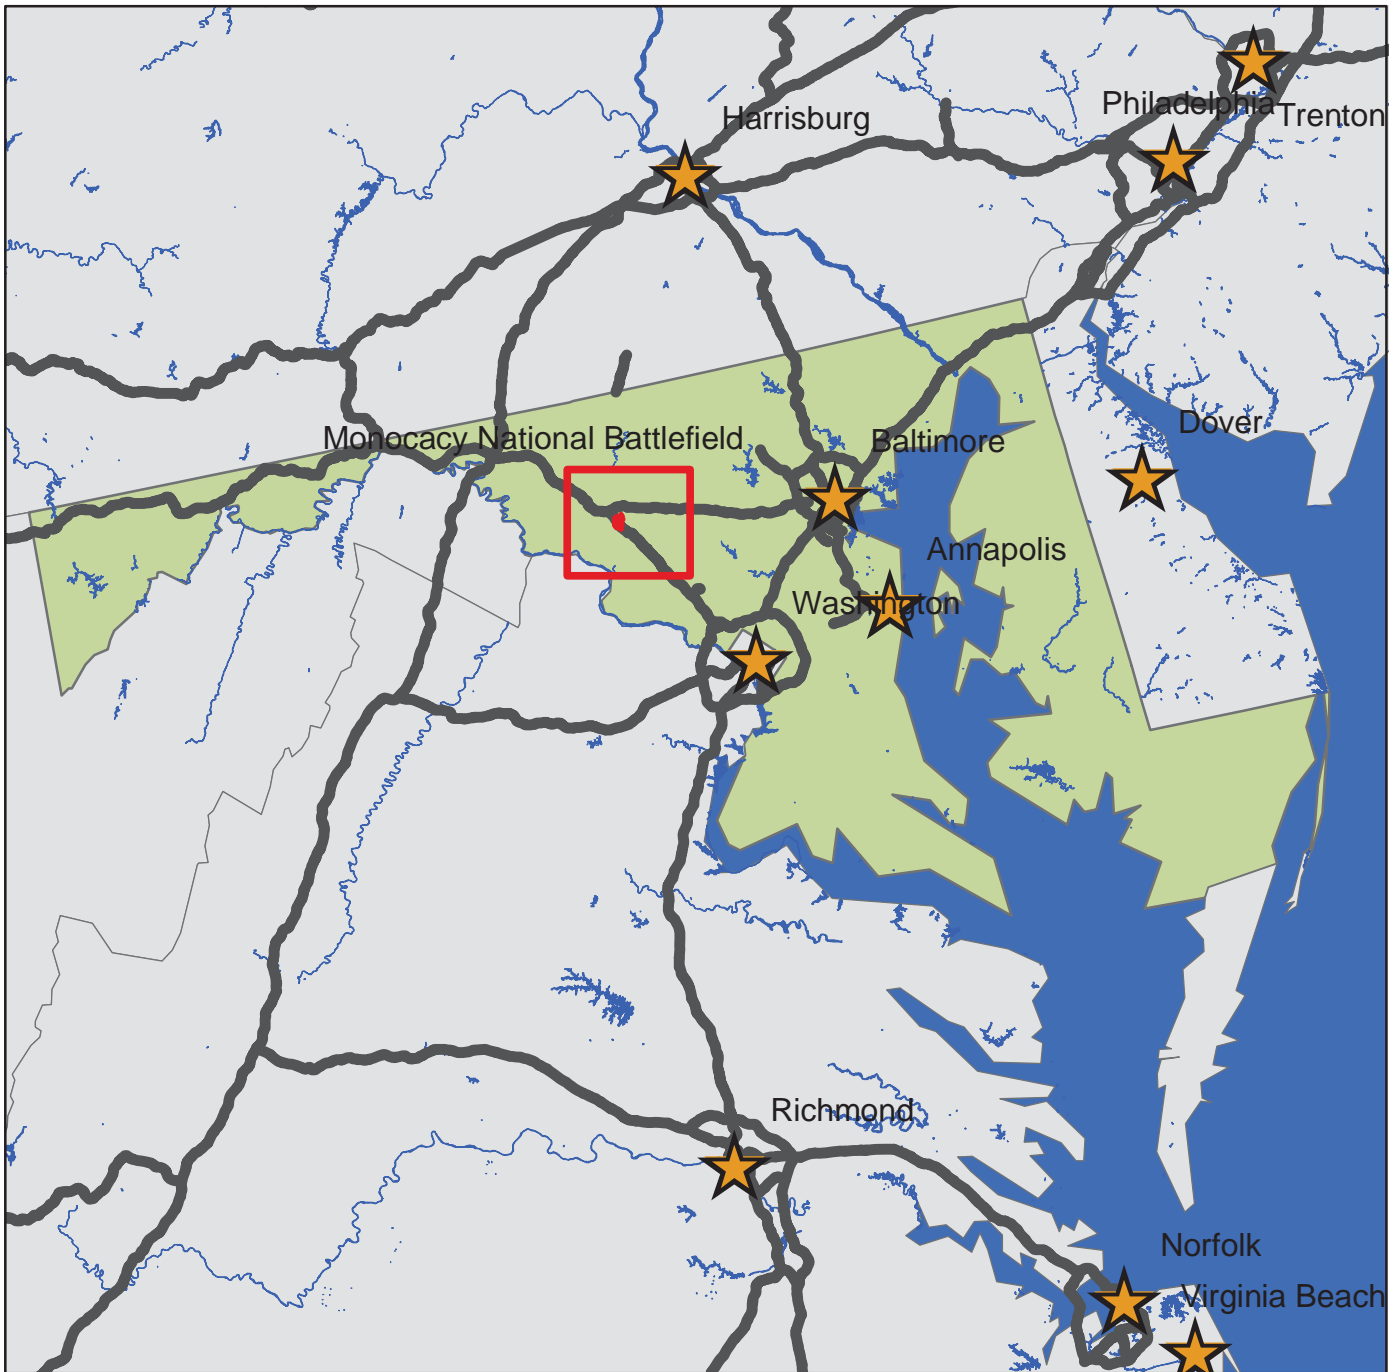 Philadelphia
Trenton
Harrisburg
Dover
Monocacy National Battlefield
Baltimore
Annapolis
Washington
Richmond
Norfolk
Virginia Beach